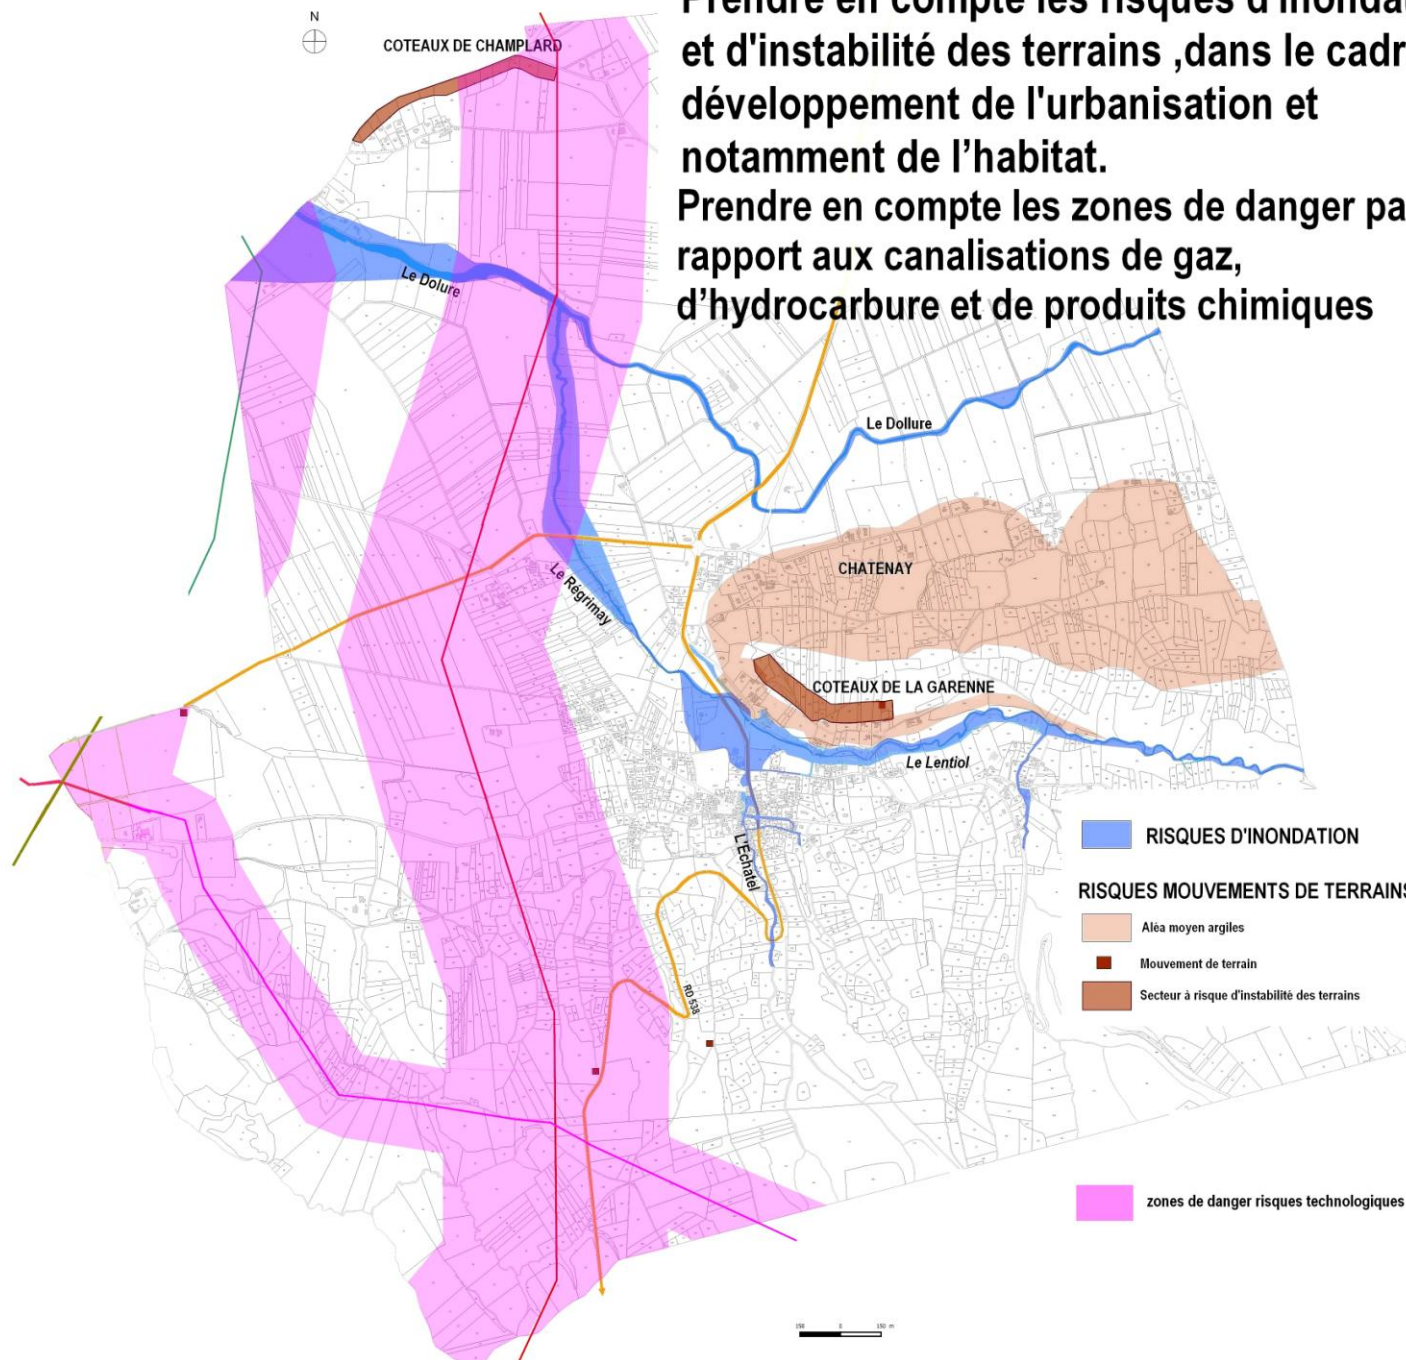 Prendre en compte les risques d'inondat
et d'instabilité des terrains ,dans le cadr
développement de l'urbanisation et
notamment de l’habitat.
Prendre en compte les zones de danger pa
rapport aux canalisations de gaz,
d’hydrocarbure et de produits chimiques
N
COTEAUX DE CHAMPLARD
Le Dolure
Le Dollure
CHATENAY
Le Régrimay
COTEAUX DE LA GARENNE
Le Lentiol
L'Echatel
RD 538
RISQUES D'INONDATION
RISQUES MOUVEMENTS DE TERRAINS
Aléa moyen argiles
Mouvement de terrain
Secteur à risque d'instabilité des terrains
zones de danger risques technologiques
150 0 150 m